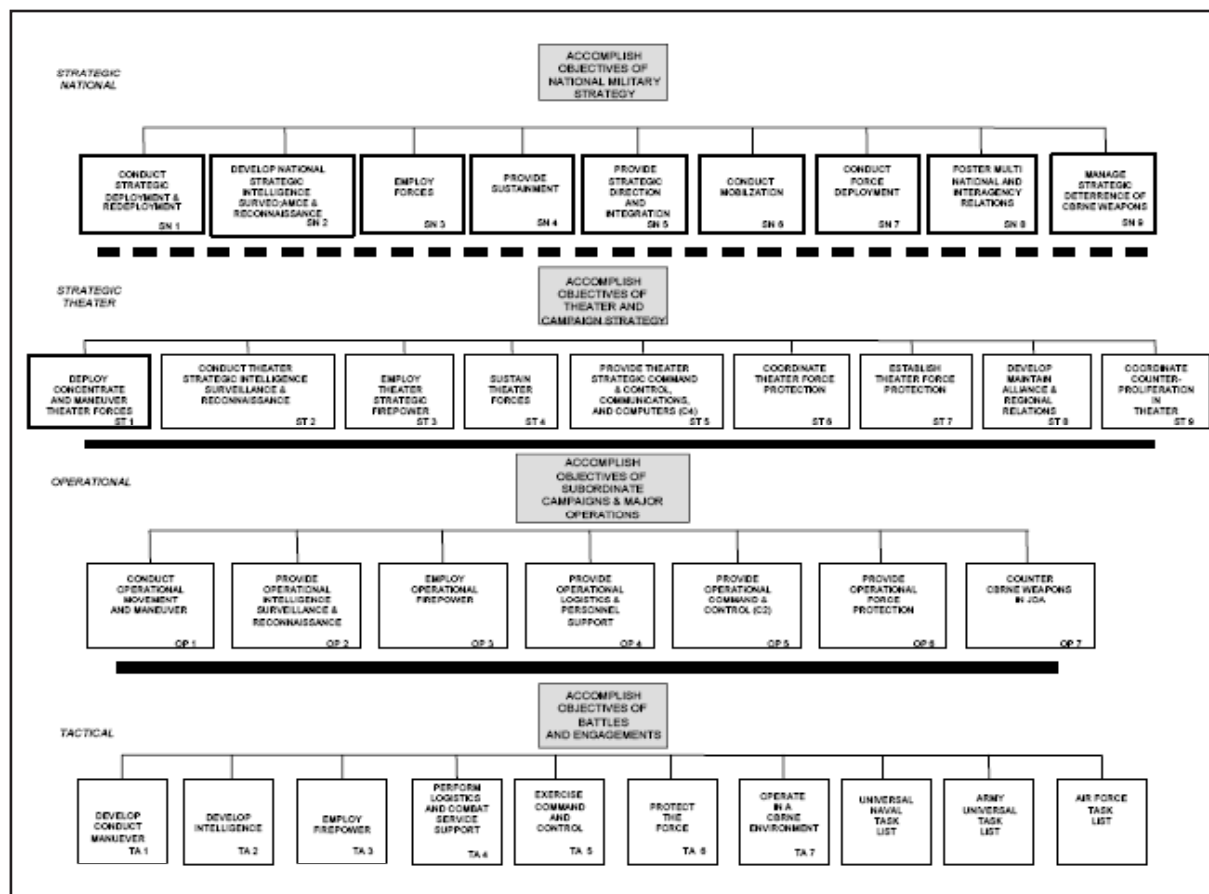 STRATEGIC
NATIONAL
ACCOMPLISH
OBJECTIVES OF
NATIONAL MILITARY
STRATEGY
CONDUCT
STRATEGIC
DEPLOYMENT &
REDEPLOYMENT
SN 1
DEVELOP NATIONAL
STRATEGIC
INTELLIGENCE
SURVEO;AMCE
& RECONNAISSANCE
SN 2
EMPLOY
FORCES
SN 3
PROVIDE
SUSTAINMENT
SN 4
PROVIDE
STRATEGIC
DIRECTION
AND
INTEGRATION
SN 5
CONDUCT
MOBILZATION
SN 6
CONDUCT
FORCE
DEPLOYMENT
SN 7
FOSTER MULTI
NATIONAL AND
INTERAGENCY
RELATIONS
SN 8
MANAGE
STRATEGIC
DETERRENCE OF
CBRNE WEAPONS
SN 9
STRATEGIC
THEATER
ACCOMPLISH
OBJECTIVES OF
THEATER AND
CAMPAIGN STRATEGY
DEPLOY
CONCENTRATE
AND MANEUVER
THEATER FORCES
ST 1
CONDUCT THEATER
STRATEGIC INTELLIGENCE
SURVEILLANCE &
RECONNAISSANCE
ST 2
EMPLOY
THEATER
STRATEGIC
FIREPOWER
ST 3
SUSTAIN
THEATER
FORCES
ST 4
PROVIDE THEATER
STRATEGIC COMMAND
& CONTROL,
COMMUNICATIONS,
AND COMPUTERS (C4)
ST 5
COORDINATE
THEATER FORCE
PROTECTION
ST 6
ESTABLISH
THEATER FORCE
PROTECTION
ST 7
DEVELOP
MAINTAIN
ALLIANCE &
REGIONAL
RELATIONS
ST 8
COORDINATE
COUNTER-
PROLIFERATION
IN
THEATER
ST 9
OPERATIONAL
ACCOMPLISH
OBJECTIVES OF
SUBORDINATE
CAMPAIGNS & MAJOR
OPERATIONS
CONDUCT
OPERATIONAL
MOVEMENT
AND MANEUVER
OP 1
PROVIDE
OPERATIONAL
INTELLIGENCE
SURVEILLANCE &
RECONNAISSANCE
OP 2
EMPLOY
OPERATIONAL
FIREPOWER
OP 3
PROVIDE
OPERATIONAL
LOGISTICS &
PERSONNEL
SUPPORT
OP 4
PROVIDE
OPERATIONAL
COMMAND &
CONTROL (C2)
OP 5
PROVIDE
OPERATIONAL
FORCE
PROTECTION
OP 6
COUNTER
CBRNE WEAPONS
IN JOA
OP 7
TACTICAL
ACCOMPLISH
OBJECTIVES OF
BATTLES
AND ENGAGEMENTS
DEVELOP
CONDUCT
MANUEVER
TA 1
DEVELOP
INTELLIGENCE
TA 2
EMPLOY
FIREPOWER
TA 3
PERFORM
LOGISTICS
AND COMBAT
SERVICE
SUPPORT
TA 4
EXERCISE
COMMAND
AND
CONTROL
TA 5
PROTECT
THE
FORCE
TA 6
OPERATE
IN A
CBRNE
ENVIRONMENT
TA 7
UNIVERSAL
NAVAL
TASK
LIST
ARMY
UNIVERSAL
TASK
LIST
AIR FORCE
TASK
LIST